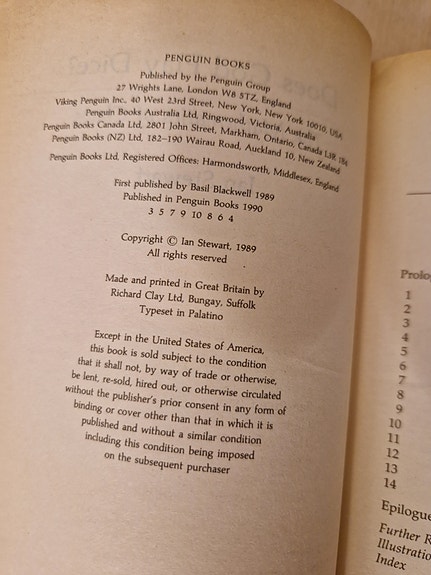 PENGUIN BOOKS
Published by the Penguin Group
27 Wrights Lane, London W8 5TZ, England
Viking Penguin Inc., 40 West 23rd Street, New York, New York 10010, USA
Penguin Books Australia Ltd, Ringwood, Victoria, Australia
Penguin Books Canada Ltd, 2801 John Street, Markham, Ontario, Canada L3R 1B4
Penguin Books (NZ) Ltd, 182–190 Wairau Road, Auckland 10, New Zealand
Penguin Books Ltd, Registered Offices: Harmondsworth, Middlesex, England
First published by Basil Blackwell 1989
Published in Penguin Books 1990
3 5 7 9 10 8 6 4
Copyright © Ian Stewart, 1989
All rights reserved
Made and printed in Great Britain by
Richard Clay Ltd, Bungay, Suffolk
Typeset in Palatino
Except in the United States of America,
this book is sold subject to the condition
that it shall not, by way of trade or otherwise,
be lent, re-sold, hired out, or otherwise circulated
without the publisher's prior consent in any form of
binding or cover other than that in which it is
published and without a similar condition
including this condition being imposed
on the subsequent purchaser
Prolo
1
2
3
4
5
6
7
8
9
10
11
12
13
14
Epilogue
Further R
Illustration
Index